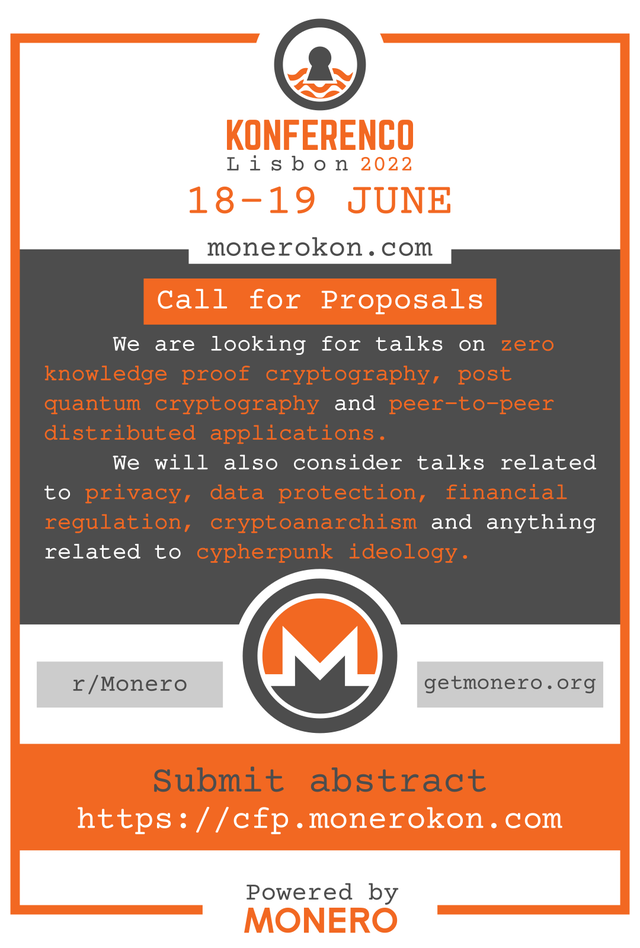 KONFERENCO
Lisbon 2022
18-19 JUNE
monerokon.com
Call for Proposals
We are looking for talks on zero
knowledge proof cryptography, post
quantum cryptography and peer-to-peer
distributed applications.
We will also consider talks related
to privacy, data protection, financial
regulation, cryptoanarchism and anything
related to cypherpunk ideology.
r/Monero
getmonero.org
Submit abstract
https://cfp.monerokon.com
Powered by
MONERO